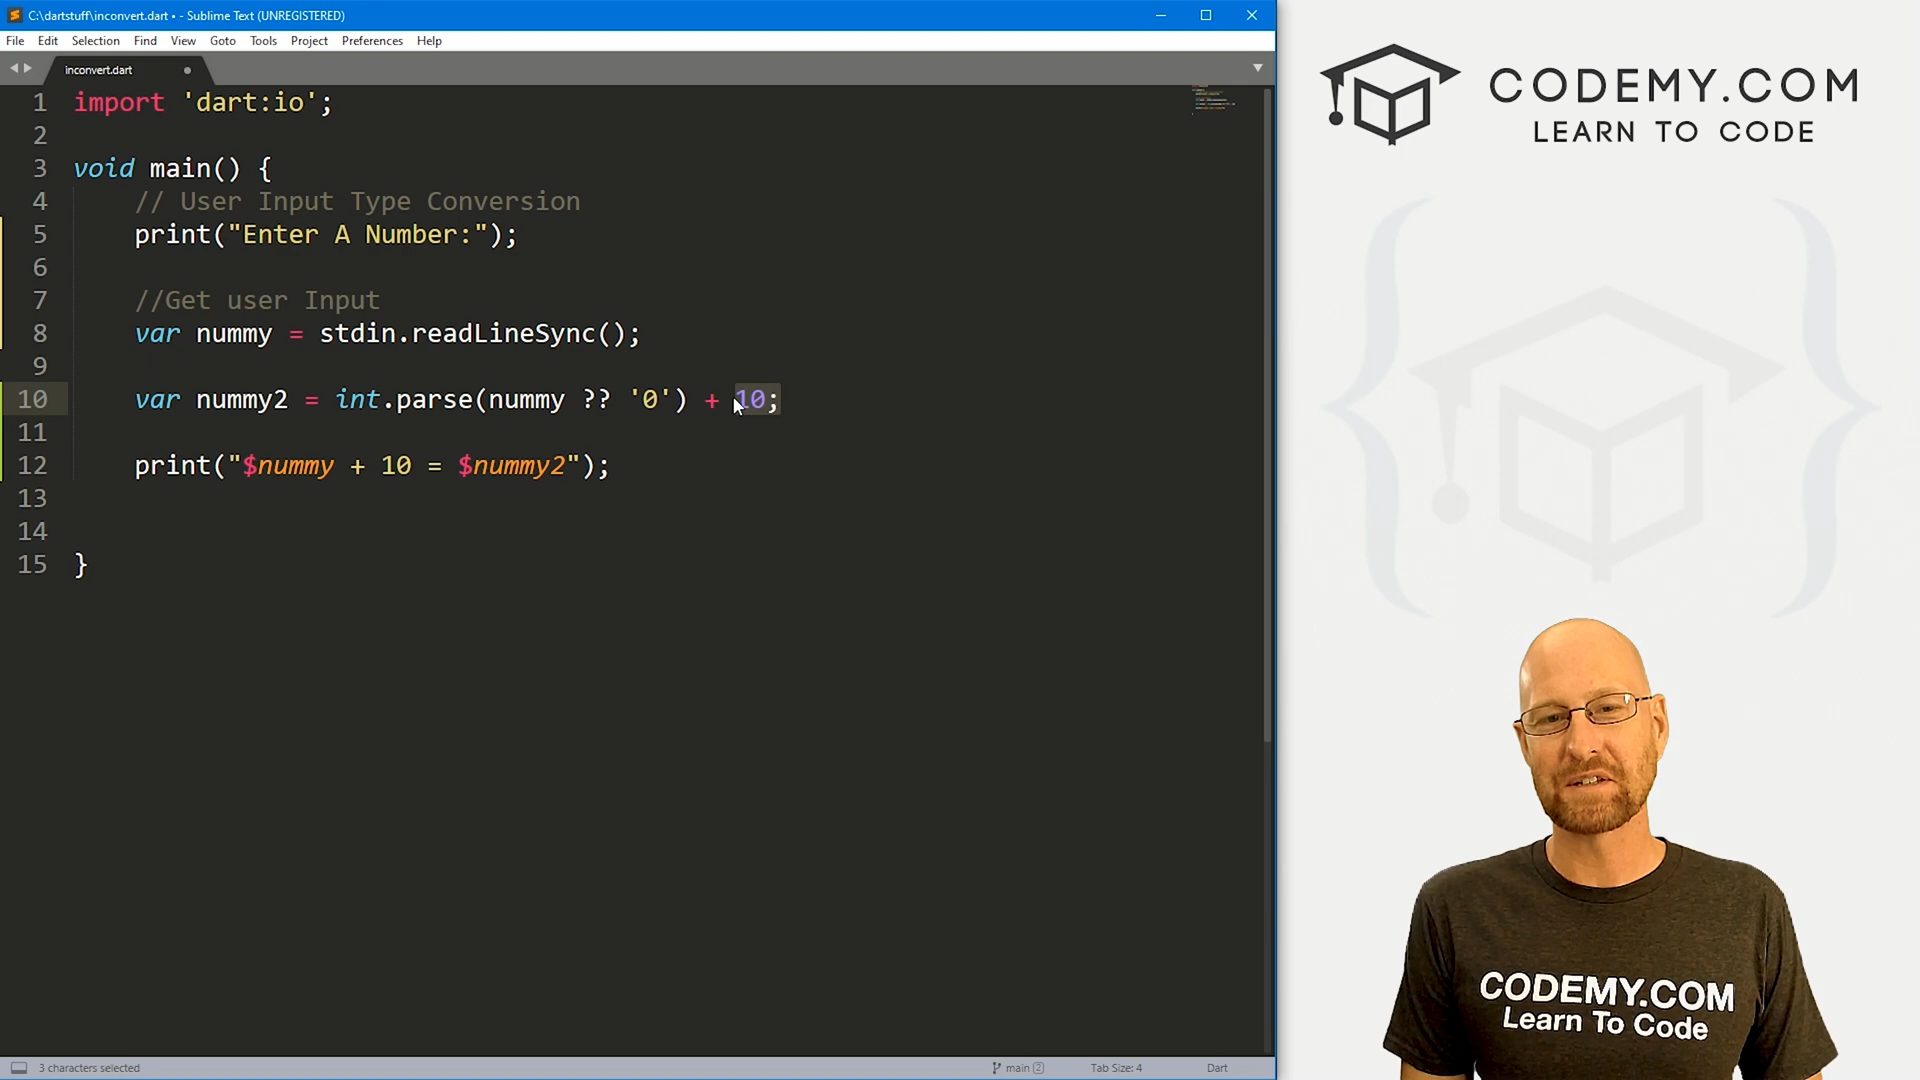 C:\dartstuff\inconvert.dart • - Sublime Text (UNREGISTERED)
File Edit Selection Find View Goto Tools Project Preferences Help
inconvert.dart
1 import 'dart:io';
2
3 void main() {
4 // User Input Type Conversion
5 print("Enter A Number:");
6
7 //Get user Input
8 var nummy = stdin.readLineSync();
9
10 var nummy2 = int.parse(nummy ?? '0') + 10;
11
12 print("$nummy + 10 = $nummy2");
13
14
15 }
3 characters selected
main 2
Tab Size: 4
Dart
CODEMY.COM
LEARN TO CODE
CODEMY.COM
Learn To Code